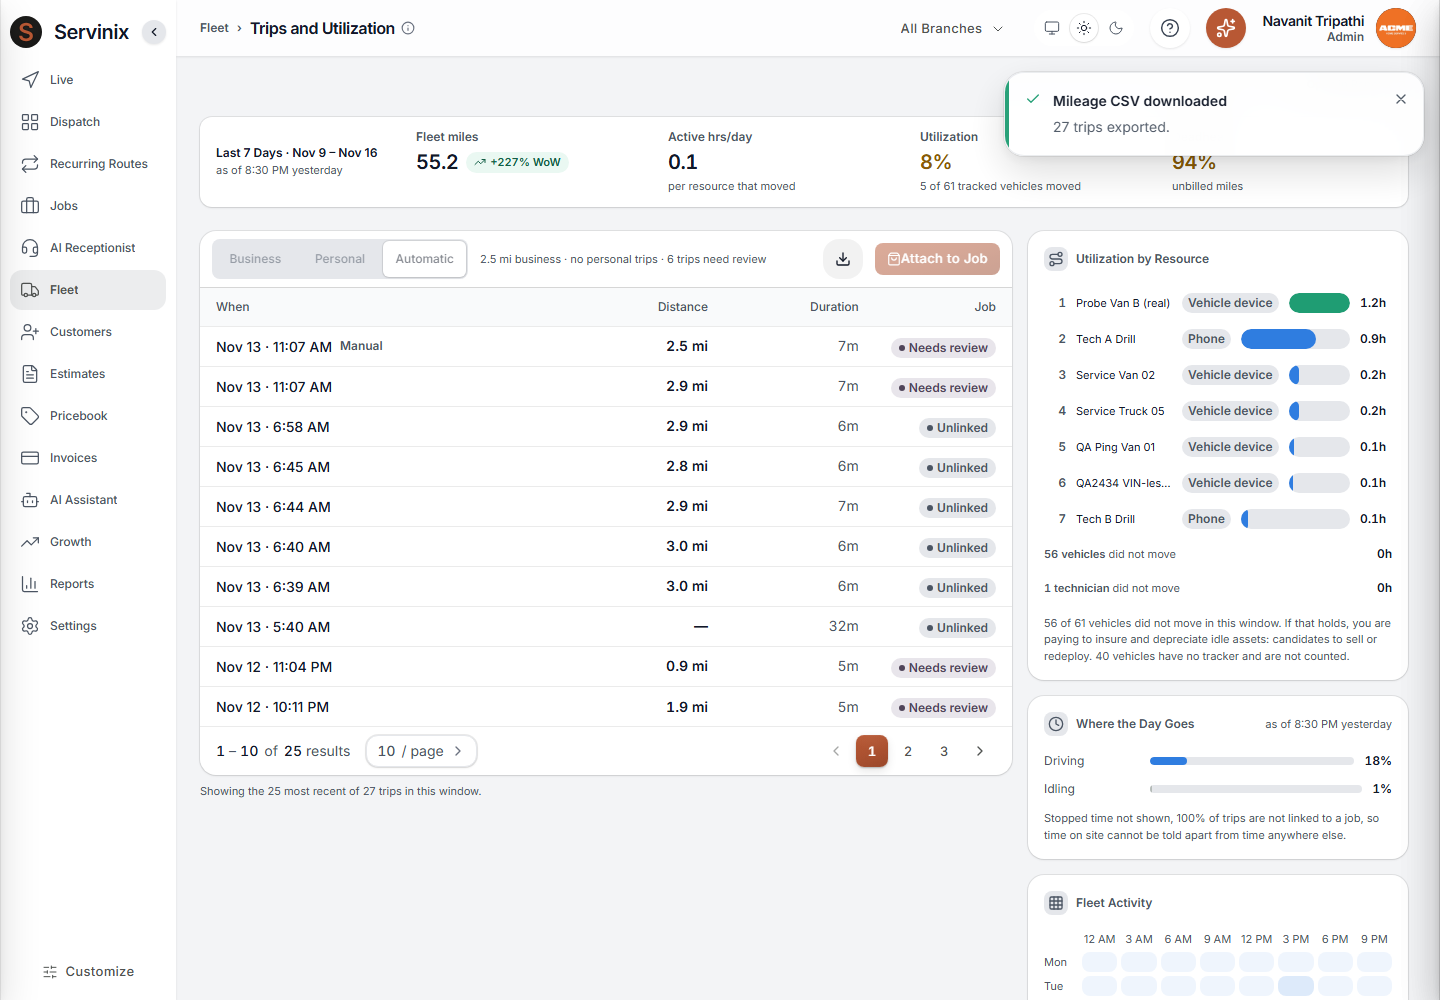 Servinix
Fleet › Trips and Utilization
All Branches
Navanit Tripathi
Admin
ACME
Live
Dispatch
Recurring Routes
Jobs
AI Receptionist
Fleet
Customers
Estimates
Pricebook
Invoices
AI Assistant
Growth
Reports
Settings
Customize
Mileage CSV downloaded
27 trips exported.
Last 7 Days · Nov 9 – Nov 16
as of 8:30 PM yesterday
Fleet miles
55.2 +227% WoW
Active hrs/day
0.1
per resource that moved
Utilization
8%
5 of 61 tracked vehicles moved
94%
unbilled miles
Business Personal Automatic 2.5 mi business · no personal trips · 6 trips need review Attach to Job
When Distance Duration Job
Nov 13 · 11:07 AM Manual 2.5 mi 7m Needs review
Nov 13 · 11:07 AM 2.9 mi 7m Needs review
Nov 13 · 6:58 AM 2.9 mi 6m Unlinked
Nov 13 · 6:45 AM 2.8 mi 6m Unlinked
Nov 13 · 6:44 AM 2.9 mi 7m Unlinked
Nov 13 · 6:40 AM 3.0 mi 6m Unlinked
Nov 13 · 6:39 AM 3.0 mi 6m Unlinked
Nov 13 · 5:40 AM — 32m Unlinked
Nov 12 · 11:04 PM 0.9 mi 5m Needs review
Nov 12 · 10:11 PM 1.9 mi 5m Needs review
1 – 10 of 25 results 10 / page 1 2 3
Showing the 25 most recent of 27 trips in this window.
Utilization by Resource
1 Probe Van B (real) Vehicle device 1.2h
2 Tech A Drill Phone 0.9h
3 Service Van 02 Vehicle device 0.2h
4 Service Truck 05 Vehicle device 0.2h
5 QA Ping Van 01 Vehicle device 0.1h
6 QA2434 VIN-les... Vehicle device 0.1h
7 Tech B Drill Phone 0.1h
56 vehicles did not move 0h
1 technician did not move 0h
56 of 61 vehicles did not move in this window. If that holds, you are
paying to insure and depreciate idle assets: candidates to sell or
redeploy. 40 vehicles have no tracker and are not counted.
Where the Day Goes as of 8:30 PM yesterday
Driving 18%
Idling 1%
Stopped time not shown, 100% of trips are not linked to a job, so
time on site cannot be told apart from time anywhere else.
Fleet Activity
12 AM 3 AM 6 AM 9 AM 12 PM 3 PM 6 PM 9 PM
Mon
Tue